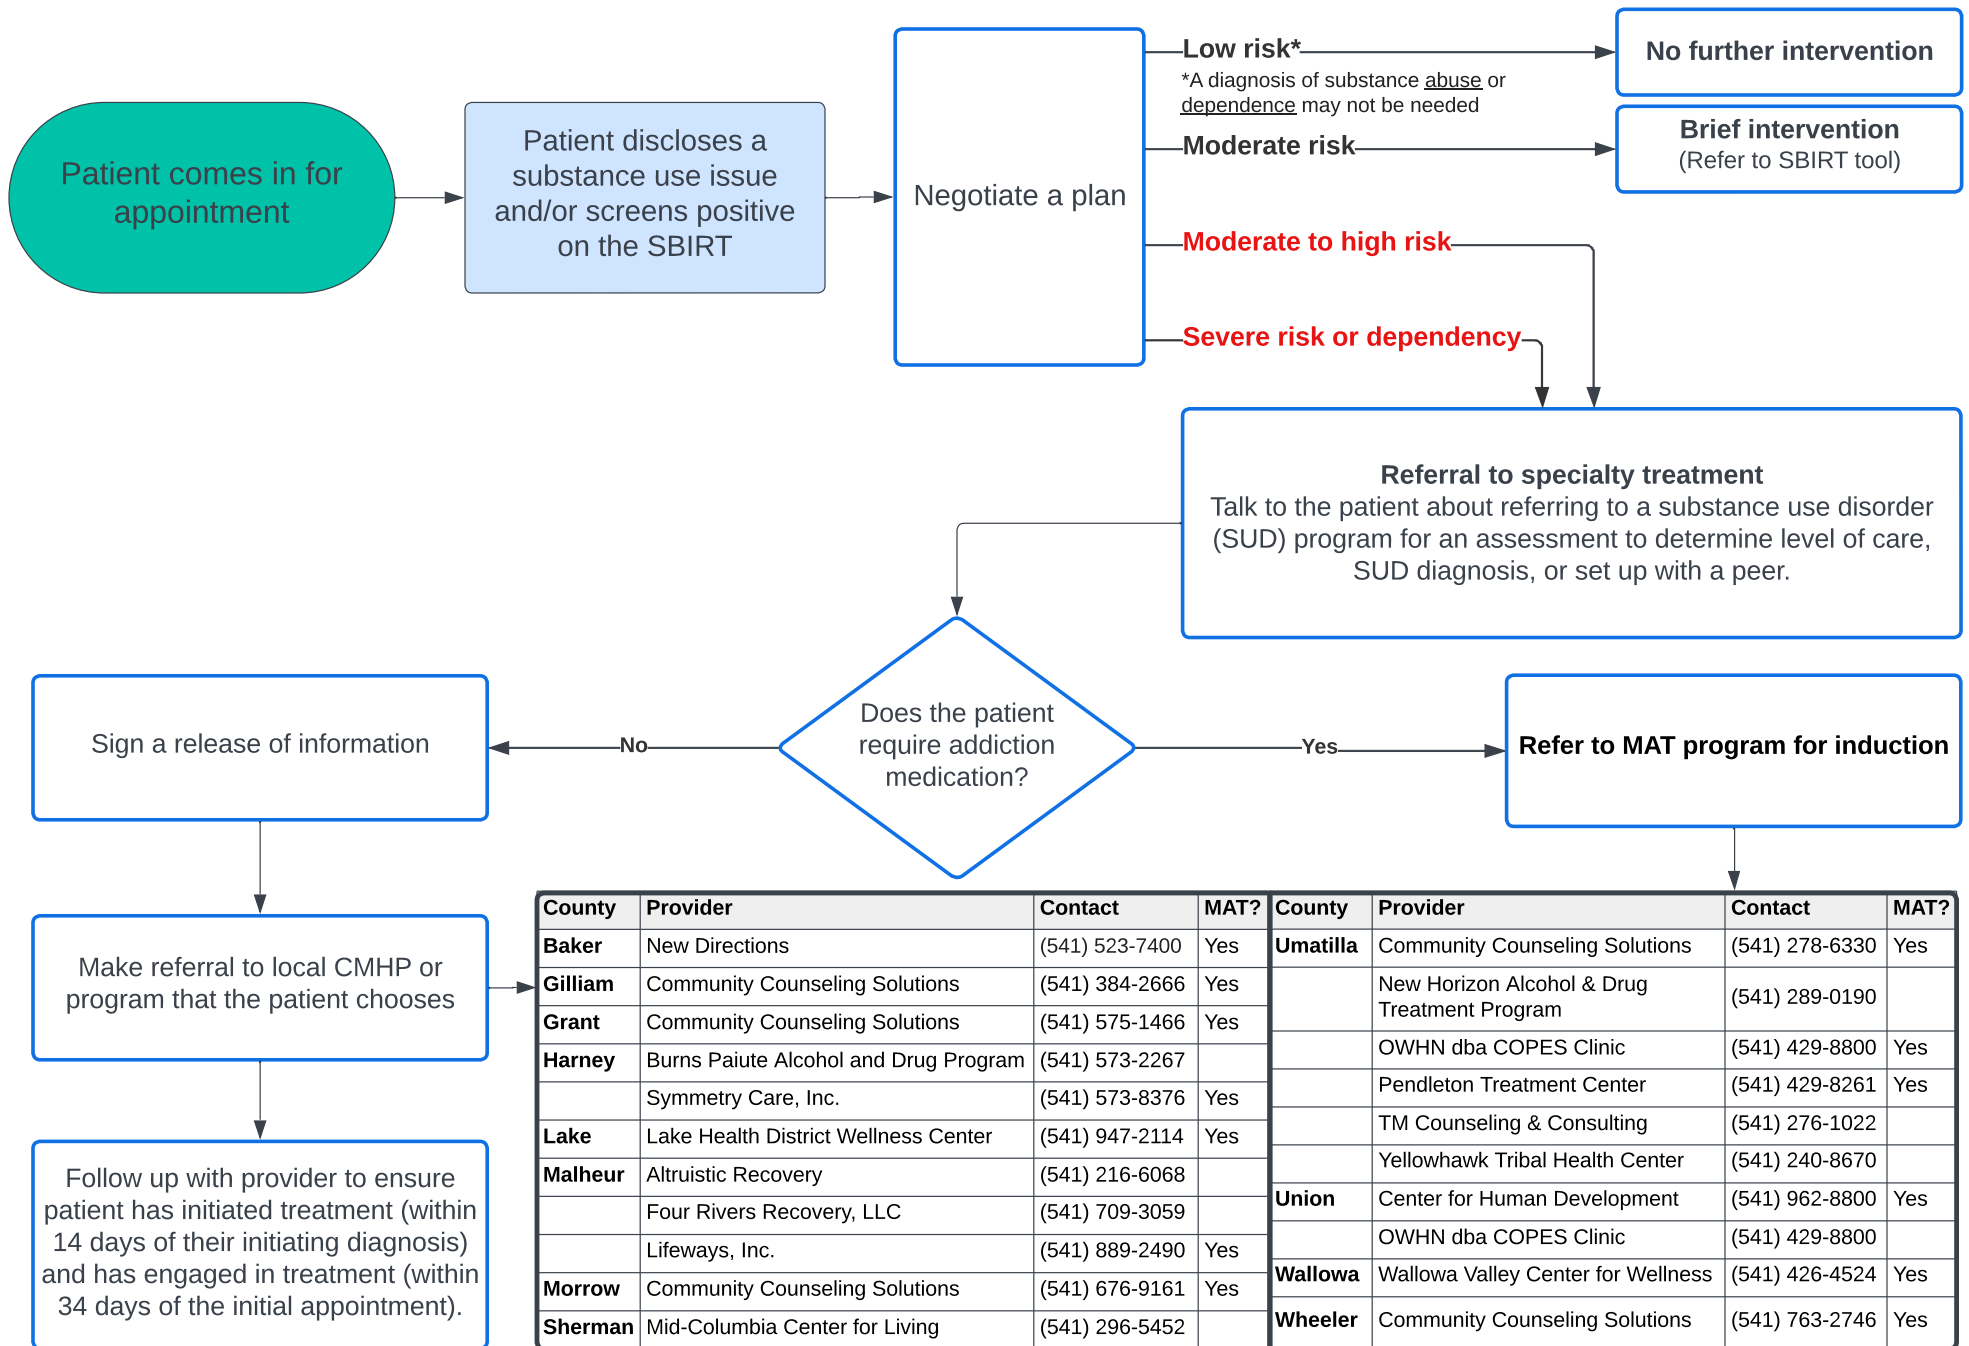 Patient comes in for
appointment
Patient discloses a
substance use issue
and/or screens positive
on the SBIRT
Negotiate a plan
Low risk*
*A diagnosis of substance abuse or
dependence may not be needed
No further intervention
Moderate risk
Brief intervention
(Refer to SBIRT tool)
Moderate to high risk
Severe risk or dependency
Referral to specialty treatment
Talk to the patient about referring to a substance use disorder
(SUD) program for an assessment to determine level of care,
SUD diagnosis, or set up with a peer.
Does the patient
require addiction
medication?
No
Yes
Sign a release of information
Refer to MAT program for induction
Make referral to local CMHP or
program that the patient chooses
Follow up with provider to ensure
patient has initiated treatment (within
14 days of their initiating diagnosis)
and has engaged in treatment (within
34 days of the initial appointment).
County Provider Contact MAT?
Baker New Directions (541) 523-7400 Yes
Gilliam Community Counseling Solutions (541) 384-2666 Yes
Grant Community Counseling Solutions (541) 575-1466 Yes
Harney Burns Paiute Alcohol and Drug Program (541) 573-2267
Symmetry Care, Inc. (541) 573-8376 Yes
Lake Lake Health District Wellness Center (541) 947-2114 Yes
Malheur Altruistic Recovery (541) 216-6068
Four Rivers Recovery, LLC (541) 709-3059
Lifeways, Inc. (541) 889-2490 Yes
Morrow Community Counseling Solutions (541) 676-9161 Yes
Sherman Mid-Columbia Center for Living (541) 296-5452
County Provider Contact MAT?
Umatilla Community Counseling Solutions (541) 278-6330 Yes
New Horizon Alcohol & Drug
Treatment Program (541) 289-0190
OWHN dba COPES Clinic (541) 429-8800 Yes
Pendleton Treatment Center (541) 429-8261 Yes
TM Counseling & Consulting (541) 276-1022
Yellowhawk Tribal Health Center (541) 240-8670
Union Center for Human Development (541) 962-8800 Yes
OWHN dba COPES Clinic (541) 429-8800
Wallowa Wallowa Valley Center for Wellness (541) 426-4524 Yes
Wheeler Community Counseling Solutions (541) 763-2746 Yes